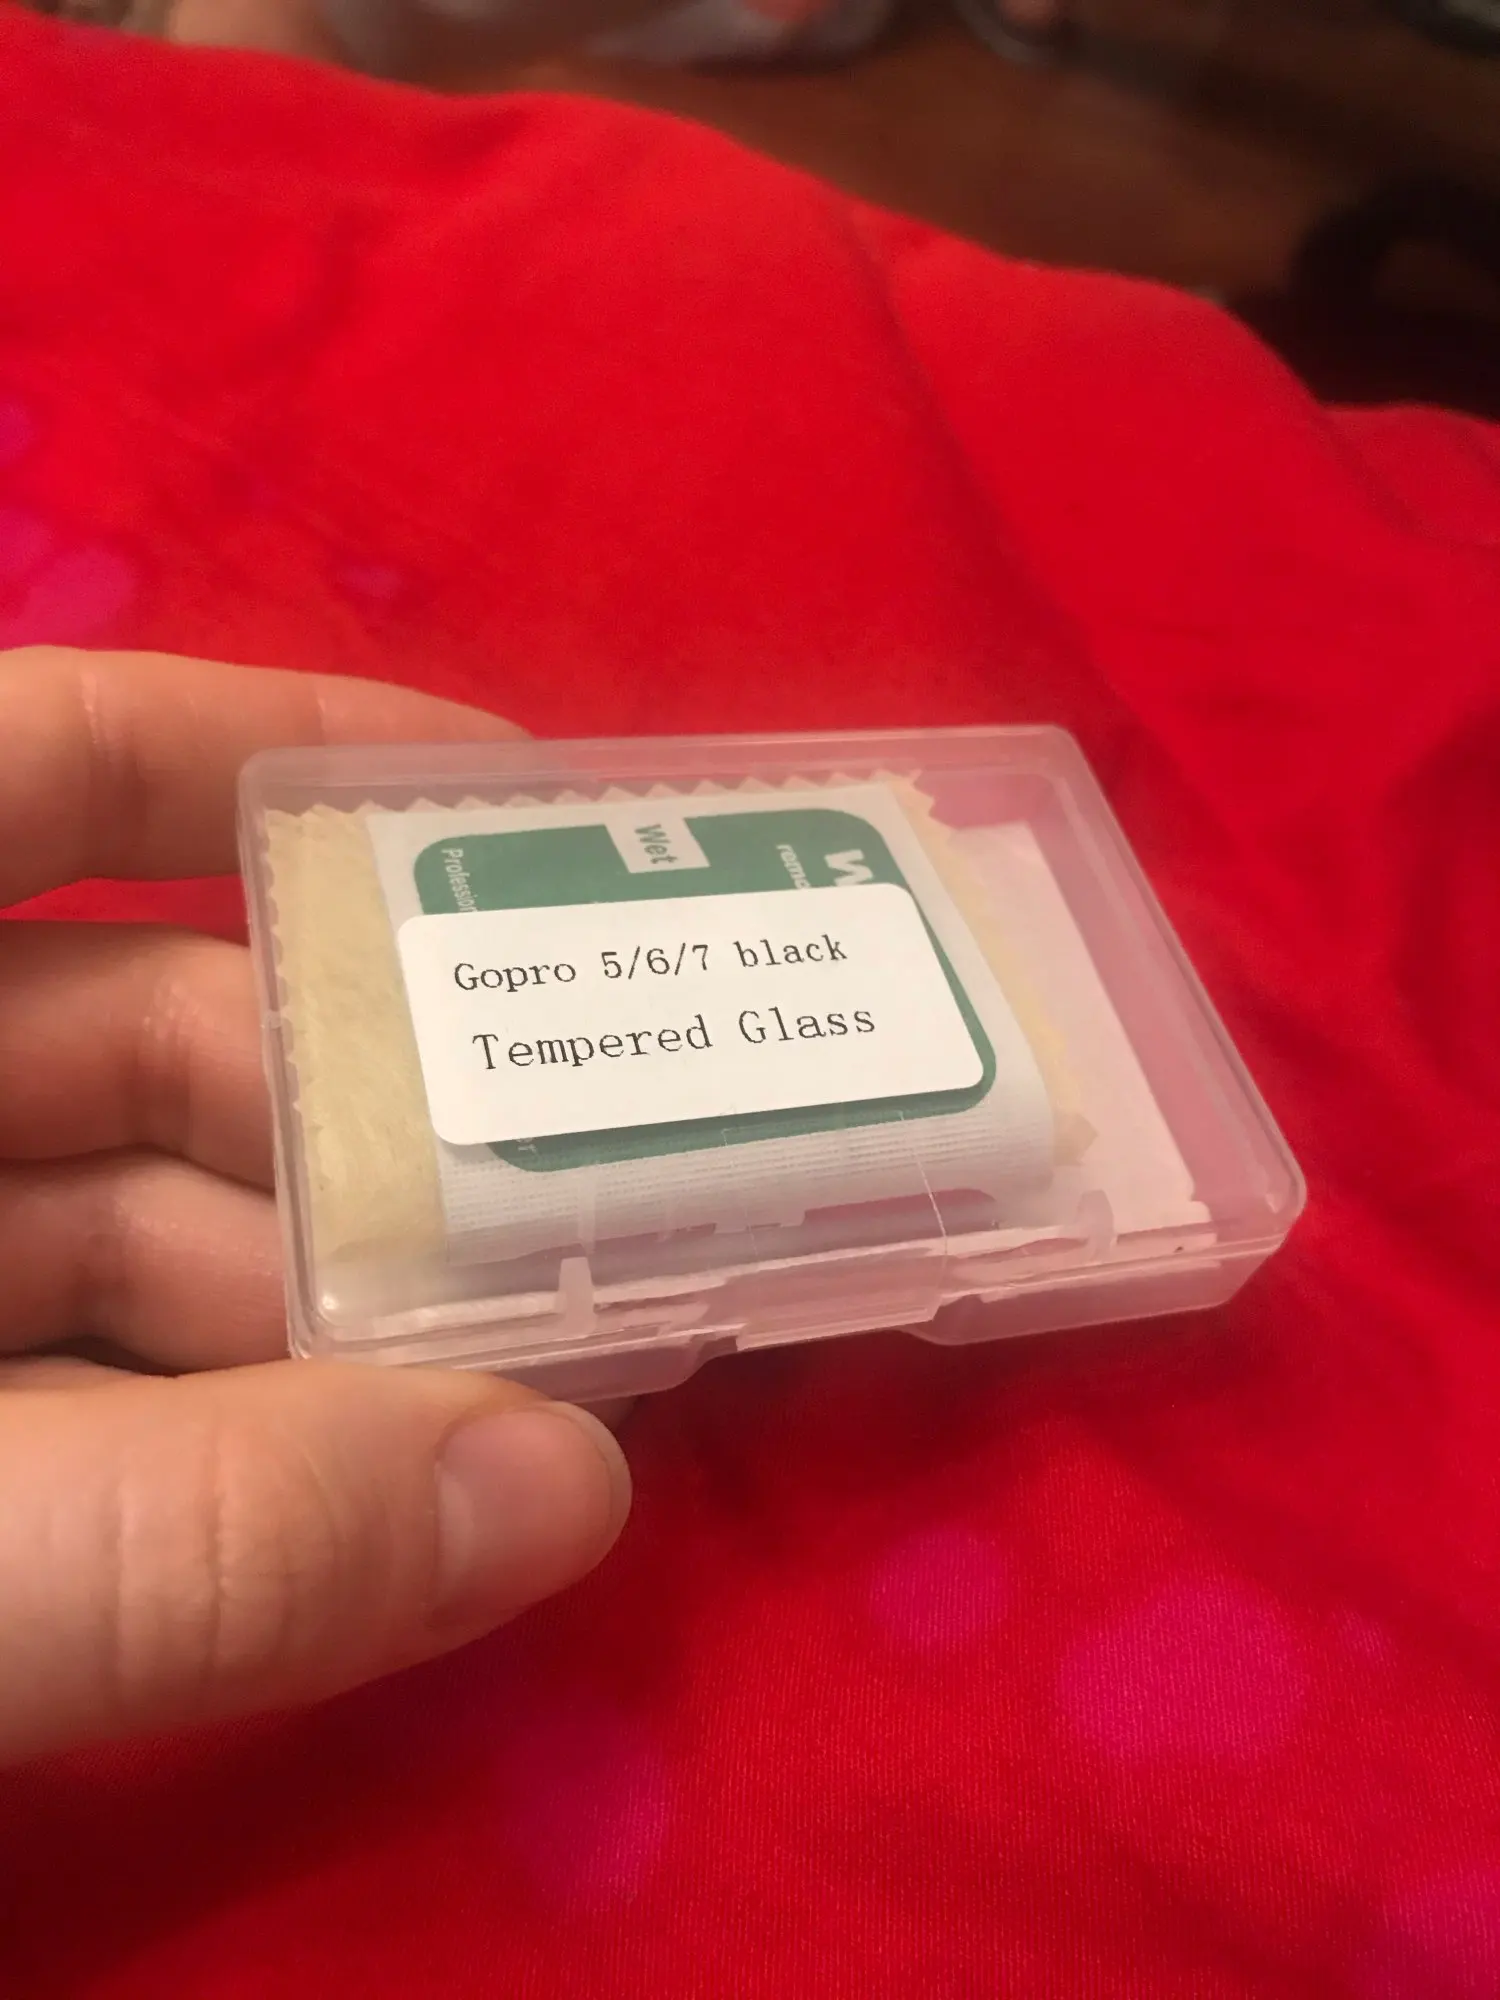 Wet
Gopro 5/6/7 black
Tempered Glass